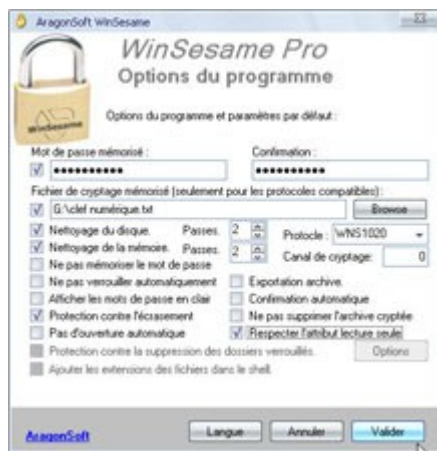 AragonSoft WinSesame
WinSesame Pro
Options du programme
WinSesame
Options du programme et paramètres par défaut :
Mot de passe mémorisé :
Confirmation :
Fichier de cryptage mémorisé (seulement pour les protocoles compatibles) :
G:\clef numérique.txt
Browse
Nettoyage du disque. Passes. 2
Protocle : WNS1020
Nettoyage de la mémoire. Passes. 2
Canal de cryptage: 0
Ne pas mémoriser le mot de passe
Ne pas verrouiller automatiquement
Exportation archive.
Afficher les mots de passe en clair
Confirmation automatique
Protection contre l'écrasement
Ne pas supprimer l'archive cryptée
Pas d'ouverture automatique
Respecter l'attribut lecture seule
Protection contre la suppression des dossiers verrouillés.
Options
Ajouter les extensions des fichiers dans le shell.
AragonSoft
Langue
Annuler
Valider